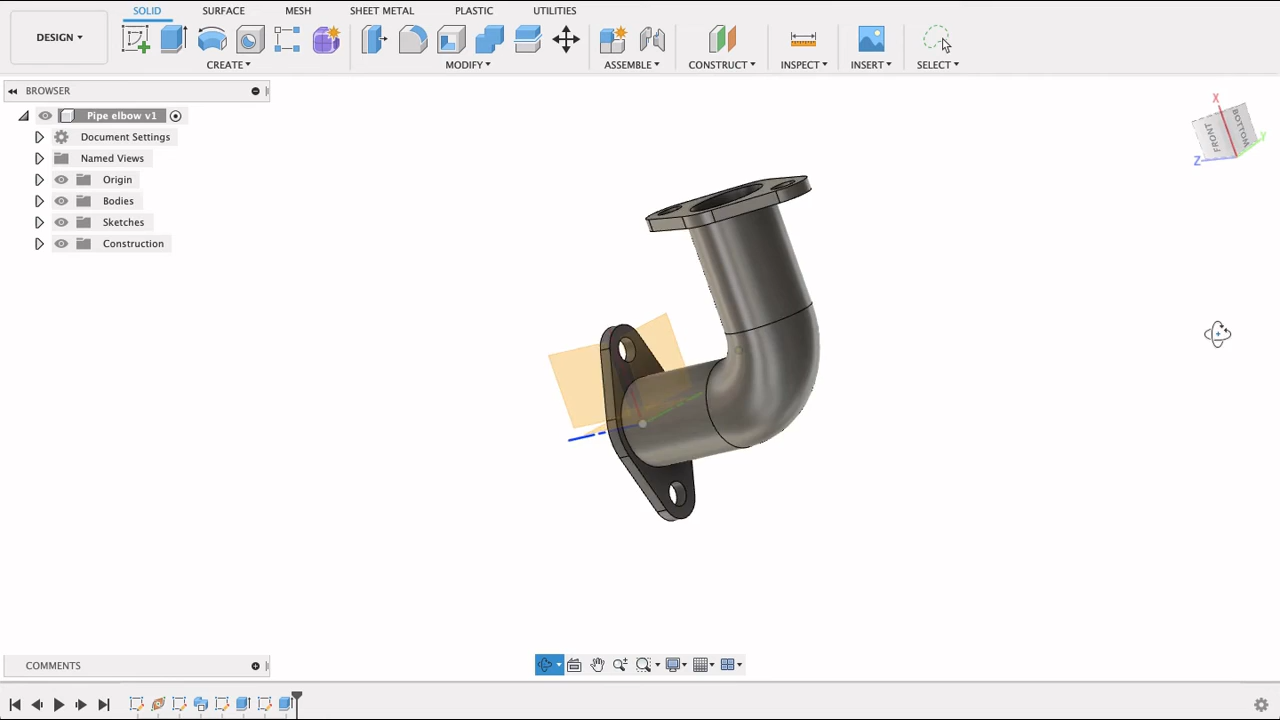 SOLID SURFACE MESH SHEET METAL PLASTIC UTILITIES
DESIGN
CREATE MODIFY ASSEMBLE CONSTRUCT INSPECT INSERT SELECT
BROWSER
Pipe elbow v1
Document Settings
Named Views
Origin
Bodies
Sketches
Construction
X
FRONT
BOTTOM
Y
Z
COMMENTS